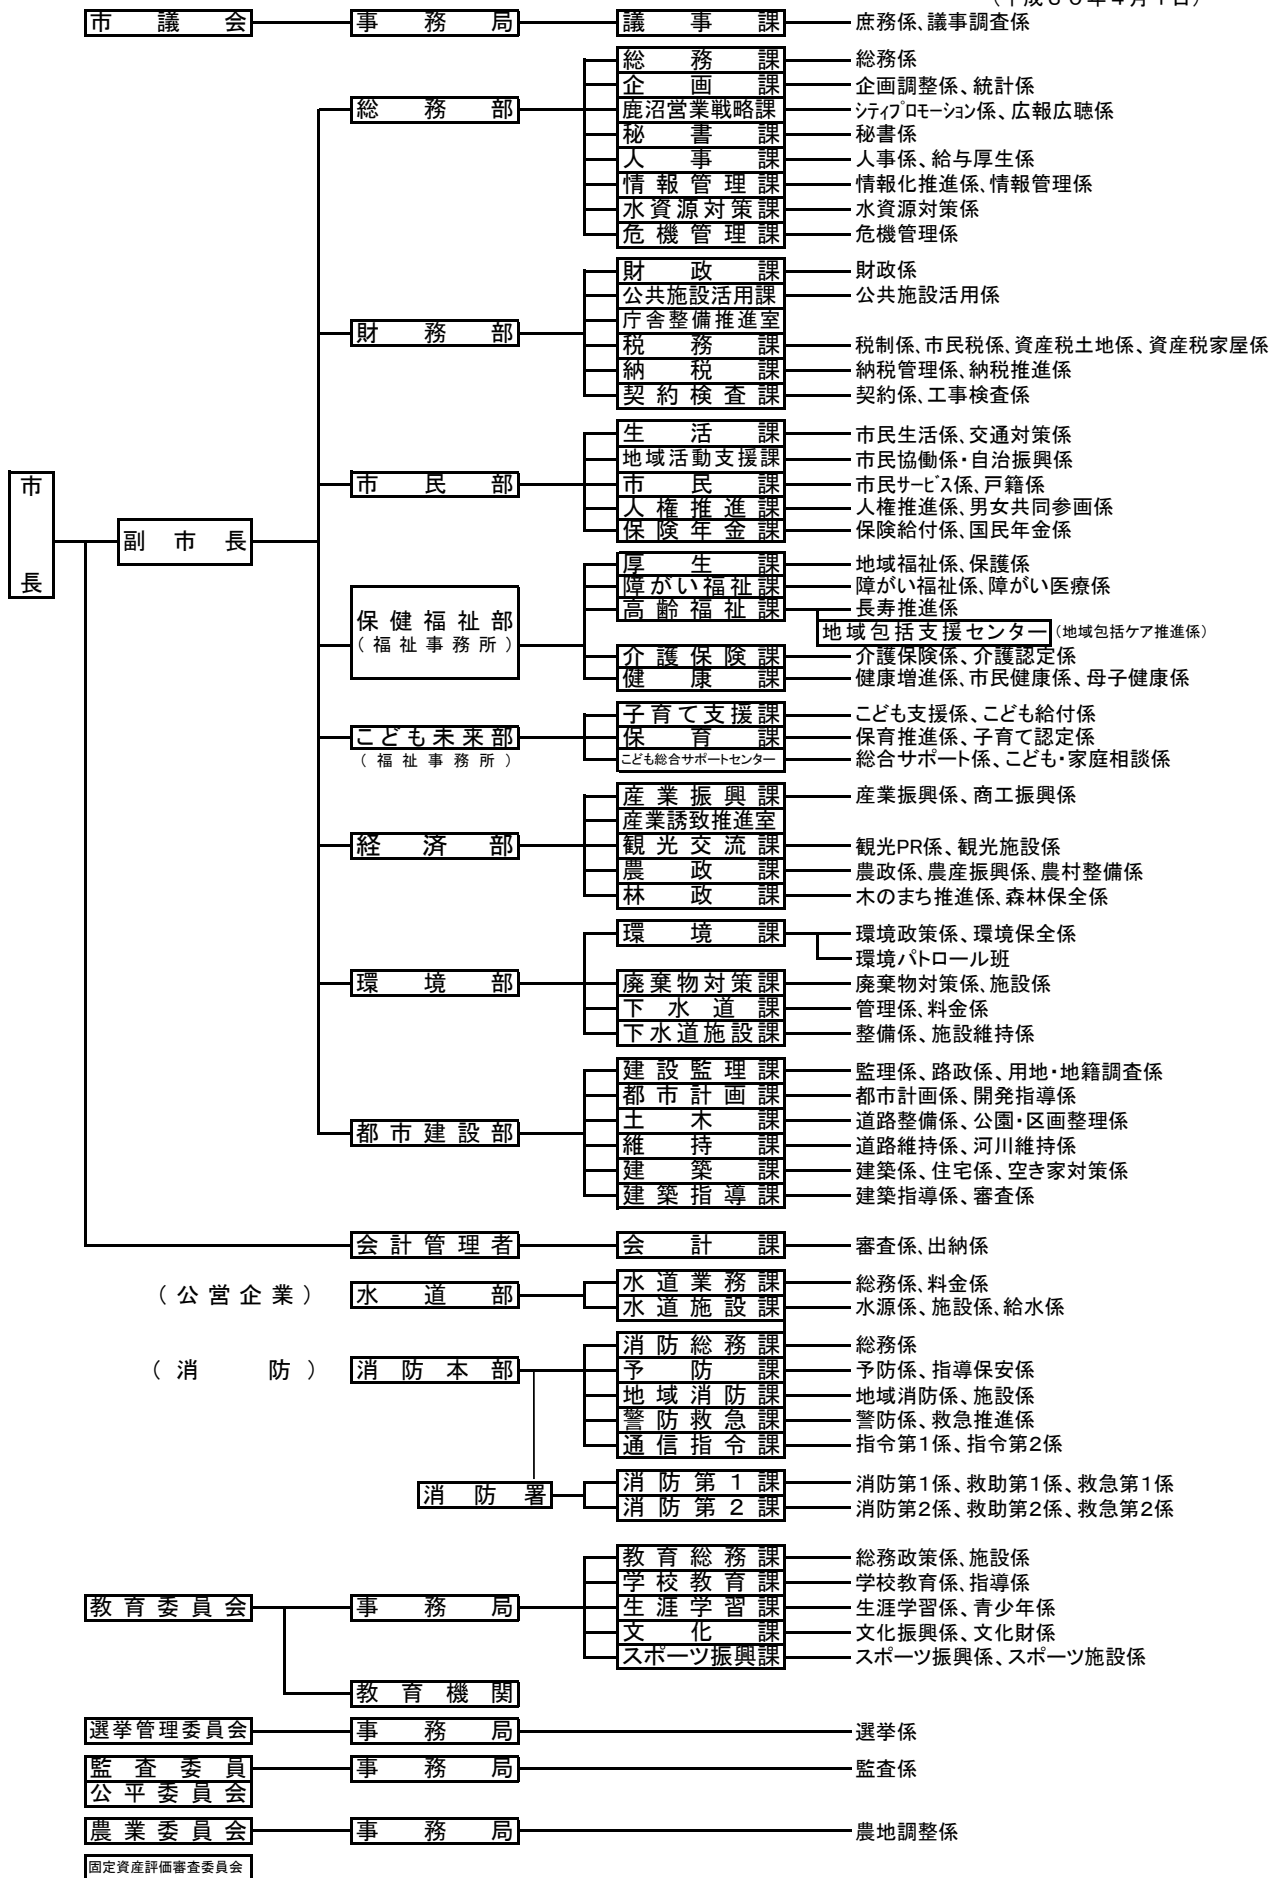 (平成30年4月1日)
市議会 事務局 議事課 庶務係、議事調査係
総務課 総務係
企画課 企画調整係、統計係
総務部 鹿沼営業戦略課 シティプロモーション係、広報広聴係
秘書課 秘書係
人事課 人事係、給与厚生係
情報管理課 情報化推進係、情報管理係
水資源対策課 水資源対策係
危機管理課 危機管理係
財政課 財政係
公共施設活用課 公共施設活用係
庁舎整備推進室
財務部
税務課 税制係、市民税係、資産税土地係、資産税家屋係
納税課 納税管理係、納税推進係
契約検査課 契約係、工事検査係
生活課 市民生活係、交通対策係
地域活動支援課 市民協働係・自治振興係
市民部 市民課 市民サービス係、戸籍係
人権推進課 人権推進係、男女共同参画係
保険年金課 保険給付係、国民年金係
市長 副市長
厚生課 地域福祉係、保護係
障がい福祉課 障がい福祉係、障がい医療係
高齢福祉課 長寿推進係
保健福祉部
地域包括支援センター (地域包括ケア推進係)
(福祉事務所)
介護保険課 介護保険係、介護認定係
健康課 健康増進係、市民健康係、母子健康係
子育て支援課 こども支援係、こども給付係
こども未来部 保育課 保育推進係、子育て認定係
(福祉事務所) こども総合サポートセンター 総合サポート係、こども・家庭相談係
産業振興課 産業振興係、商工振興係
産業誘致推進室
経済部 観光交流課 観光PR係、観光施設係
農政課 農政係、農産振興係、農村整備係
林政課 木のまち推進係、森林保全係
環境課 環境政策係、環境保全係
環境パトロール班
環境部 廃棄物対策課 廃棄物対策係、施設係
下水道課 管理係、料金係
下水道施設課 整備係、施設維持係
建設監理課 監理係、路政係、用地・地籍調査係
都市計画課 都市計画係、開発指導係
土木課 道路整備係、公園・区画整理係
都市建設部
維持課 道路維持係、河川維持係
建築課 建築係、住宅係、空き家対策係
建築指導課 建築指導係、審査係
会計管理者 会計課 審査係、出納係
水道業務課 総務係、料金係
(公営企業) 水道部
水道施設課 水源係、施設係、給水係
消防総務課 総務係
(消防) 消防本部 予防課 予防係、指導保安係
地域消防課 地域消防係、施設係
警防救急課 警防係、救急推進係
通信指令課 指令第1係、指令第2係
消防第1課 消防第1係、救助第1係、救急第1係
消防署
消防第2課 消防第2係、救助第2係、救急第2係
教育総務課 総務政策係、施設係
学校教育課 学校教育係、指導係
教育委員会 事務局 生涯学習課 生涯学習係、青少年係
文化課 文化振興係、文化財係
スポーツ振興課 スポーツ振興係、スポーツ施設係
教育機関
選挙管理委員会 事務局 選挙係
監査委員 事務局 監査係
公平委員会
農業委員会 事務局 農地調整係
固定資産評価審査委員会